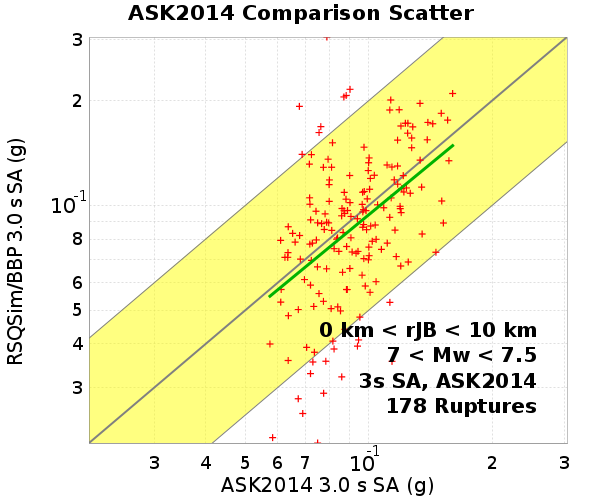 ASK2014 Comparison Scatter
RSQSim/BBP 3.0 s SA (g)
3
2
10-1
8
6
5
4
3
0 km < rJB < 10 km
7 < Mw < 7.5
3s SA, ASK2014
178 Ruptures
3 4 5 6 7 10-1 2 3
ASK2014 3.0 s SA (g)